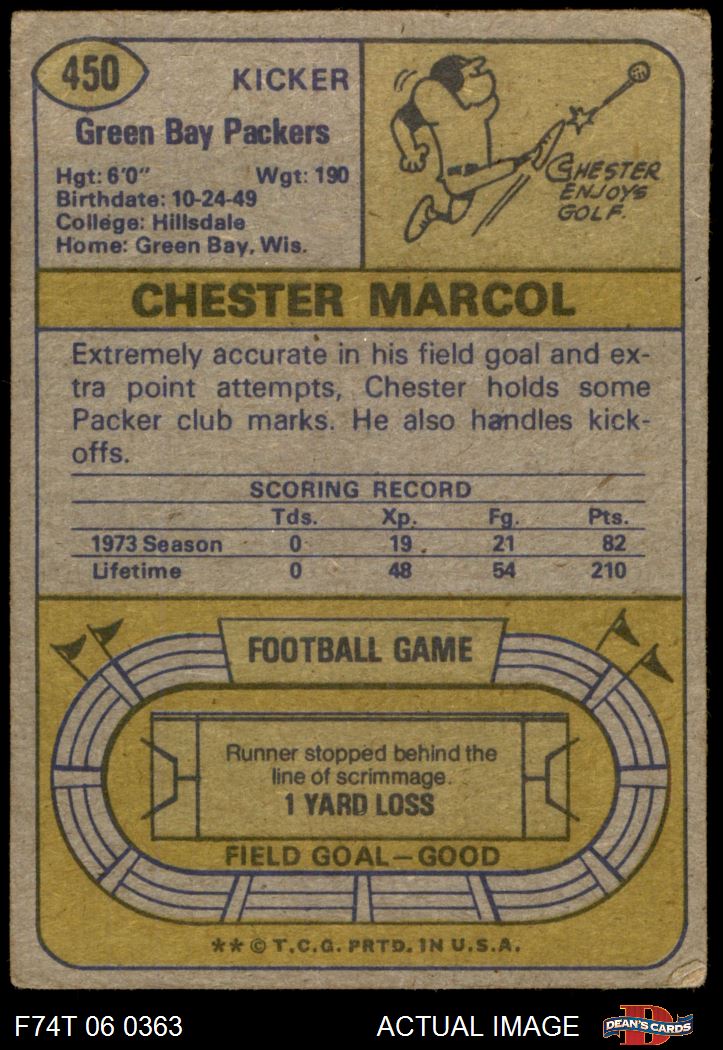 450
KICKER
Green Bay Packers
Hgt: 6'0" Wgt: 190
Birthdate: 10-24-49
College: Hillsdale
Home: Green Bay, Wis.
CHESTER
ENJOYS
GOLF.
CHESTER MARCOL
Extremely accurate in his field goal and ex-
tra point attempts, Chester holds some
Packer club marks. He also handles kick-
offs.
SCORING RECORD
Tds. Xp. Fg. Pts.
1973 Season 0 19 21 82
Lifetime 0 48 54 210
FOOTBALL GAME
Runner stopped behind the
line of scrimmage.
1 YARD LOSS
FIELD GOAL—GOOD
** © T.C.G. PRTD. IN U.S.A.
F74T 06 0363 ACTUAL IMAGE
D
DEAN'S CARDS